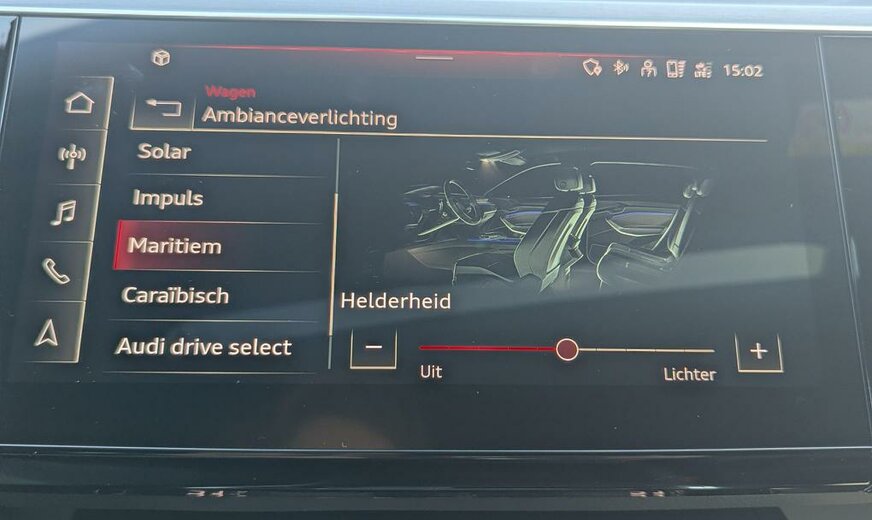 15:02
Wagen
Ambianceverlichting
Solar
Impuls
Maritiem
Caraïbisch
Audi drive select
Helderheid
Uit
Lichter